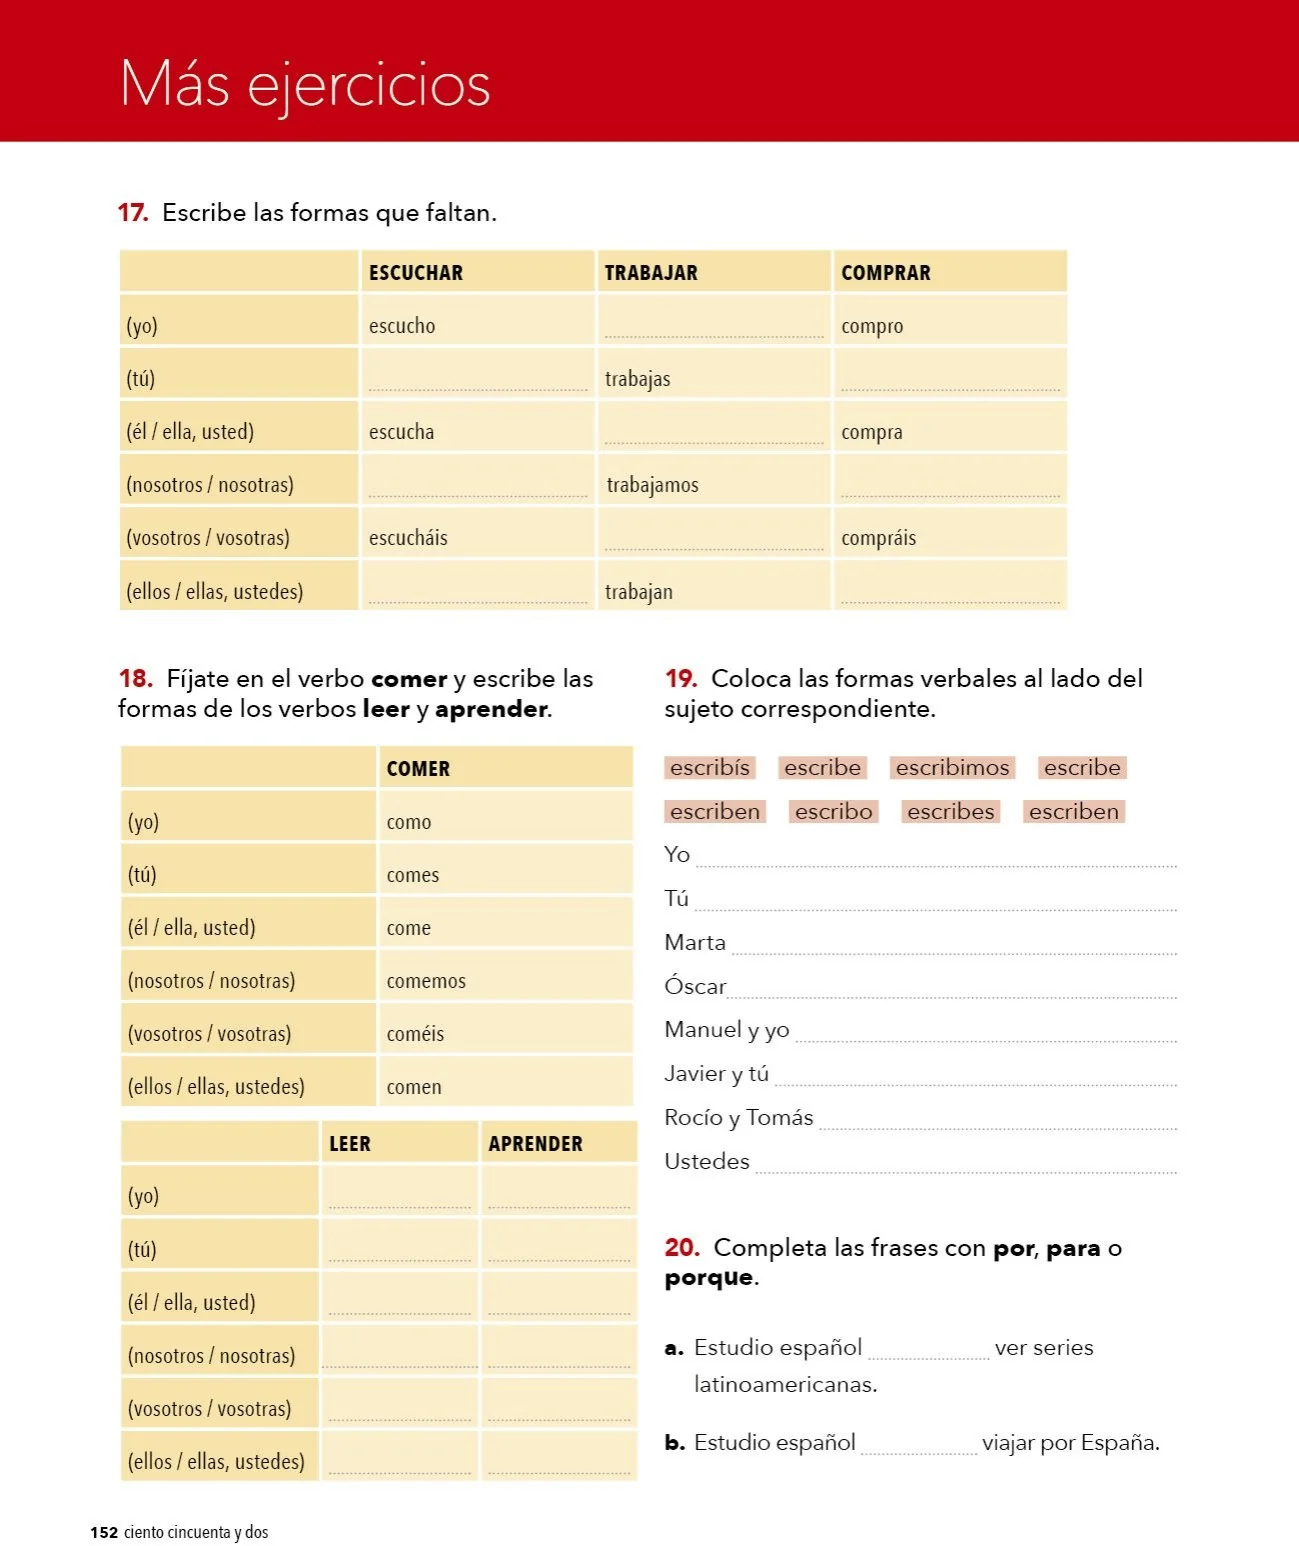 Más ejercicios
17. Escribe las formas que faltan.
ESCUCHAR TRABAJAR COMPRAR
(yo) escucho compro
(tú) trabajas
(él / ella, usted) escucha compra
(nosotros / nosotras) trabajamos
(vosotros / vosotras) escucháis compráis
(ellos / ellas, ustedes) trabajan
18. Fíjate en el verbo comer y escribe las
formas de los verbos leer y aprender.
COMER
(yo) como
(tú) comes
(él / ella, usted) come
(nosotros / nosotras) comemos
(vosotros / vosotras) coméis
(ellos / ellas, ustedes) comen
LEER APRENDER
(yo)
(tú)
(él / ella, usted)
(nosotros / nosotras)
(vosotros / vosotras)
(ellos / ellas, ustedes)
19. Coloca las formas verbales al lado del
sujeto correspondiente.
escribís escribe escribimos escribe
escriben escribo escribes escriben
Yo
Tú
Marta
Óscar
Manuel y yo
Javier y tú
Rocío y Tomás
Ustedes
20. Completa las frases con por, para o
porque.
a. Estudio español ver series
latinoamericanas.
b. Estudio español viajar por España.
152 ciento cincuenta y dos